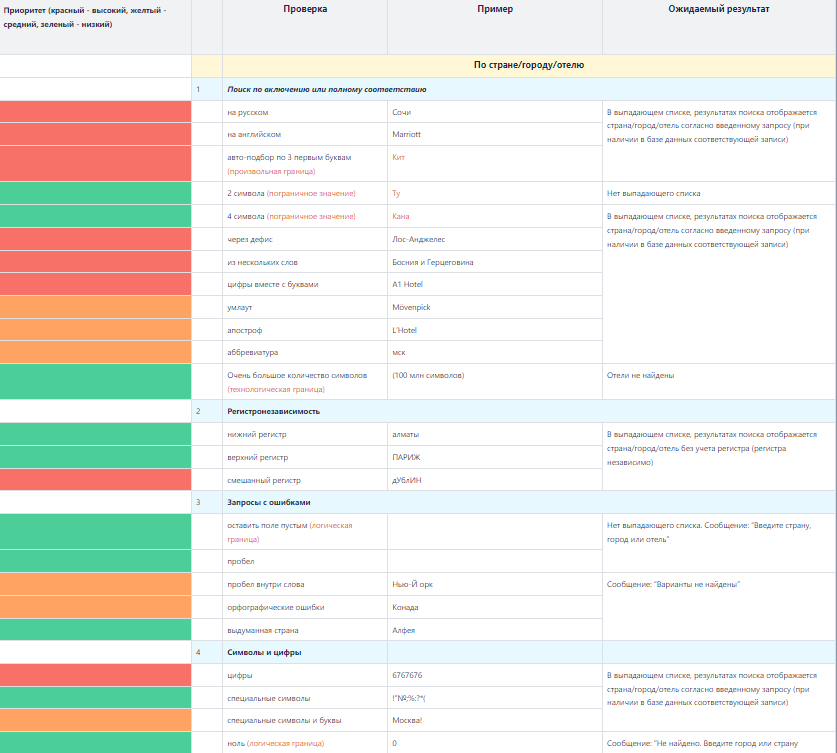 Приоритет (красный - высокий, желтый -
средний, зеленый - низкий)
Проверка
Пример
Ожидаемый результат
По стране/городу/отелю
1
Поиск по включению или полному соответствию
на русском
Сочи
В выпадающем списке, результатах поиска отображается
страна/город/отель согласно введенному запросу (при
наличии в базе данных соответствующей записи)
на английском
Marriott
авто-подбор по 3 первым буквам
(произвольная граница)
Кит
2 символа (пограничное значение)
Ту
Нет выпадающего списка
4 символа (пограничное значение)
Кана
В выпадающем списке, результатах поиска отображается
страна/город/отель согласно введенному запросу (при
наличии в базе данных соответствующей записи)
через дефис
Лос-Анджелес
из нескольких слов
Босния и Герцеговина
цифры вместе с буквами
A1 Hotel
умлаут
Mövenpick
апостроф
L'Hotel
аббревиатура
мск
Очень большое количество символов
(технологическая граница)
(100 млн символов)
Отели не найдены
2
Регистронезависимость
нижний регистр
алматы
В выпадающем списке, результатах поиска отображается
страна/город/отель без учета регистра (регистра
независимо)
верхний регистр
ПАРИЖ
смешанный регистр
дУблИН
3
Запросы с ошибками
оставить поле пустым (логическая
граница)
Нет выпадающего списка. Сообщение: "Введите страну,
город или отель"
пробел
пробел внутри слова
Нью-Й орк
Сообщение: "Варианты не найдены"
орфографические ошибки
Конада
выдуманная страна
Алфея
4
Символы и цифры
цифры
6767676
В выпадающем списке, результатах поиска отображается
страна/город/отель согласно введенному запросу (при
наличии в базе данных соответствующей записи)
специальные символы
!"№;%:?*(
специальные символы и буквы
Москва!
ноль (логическая граница)
0
Сообщение: "Не найдено. Введите город или страну